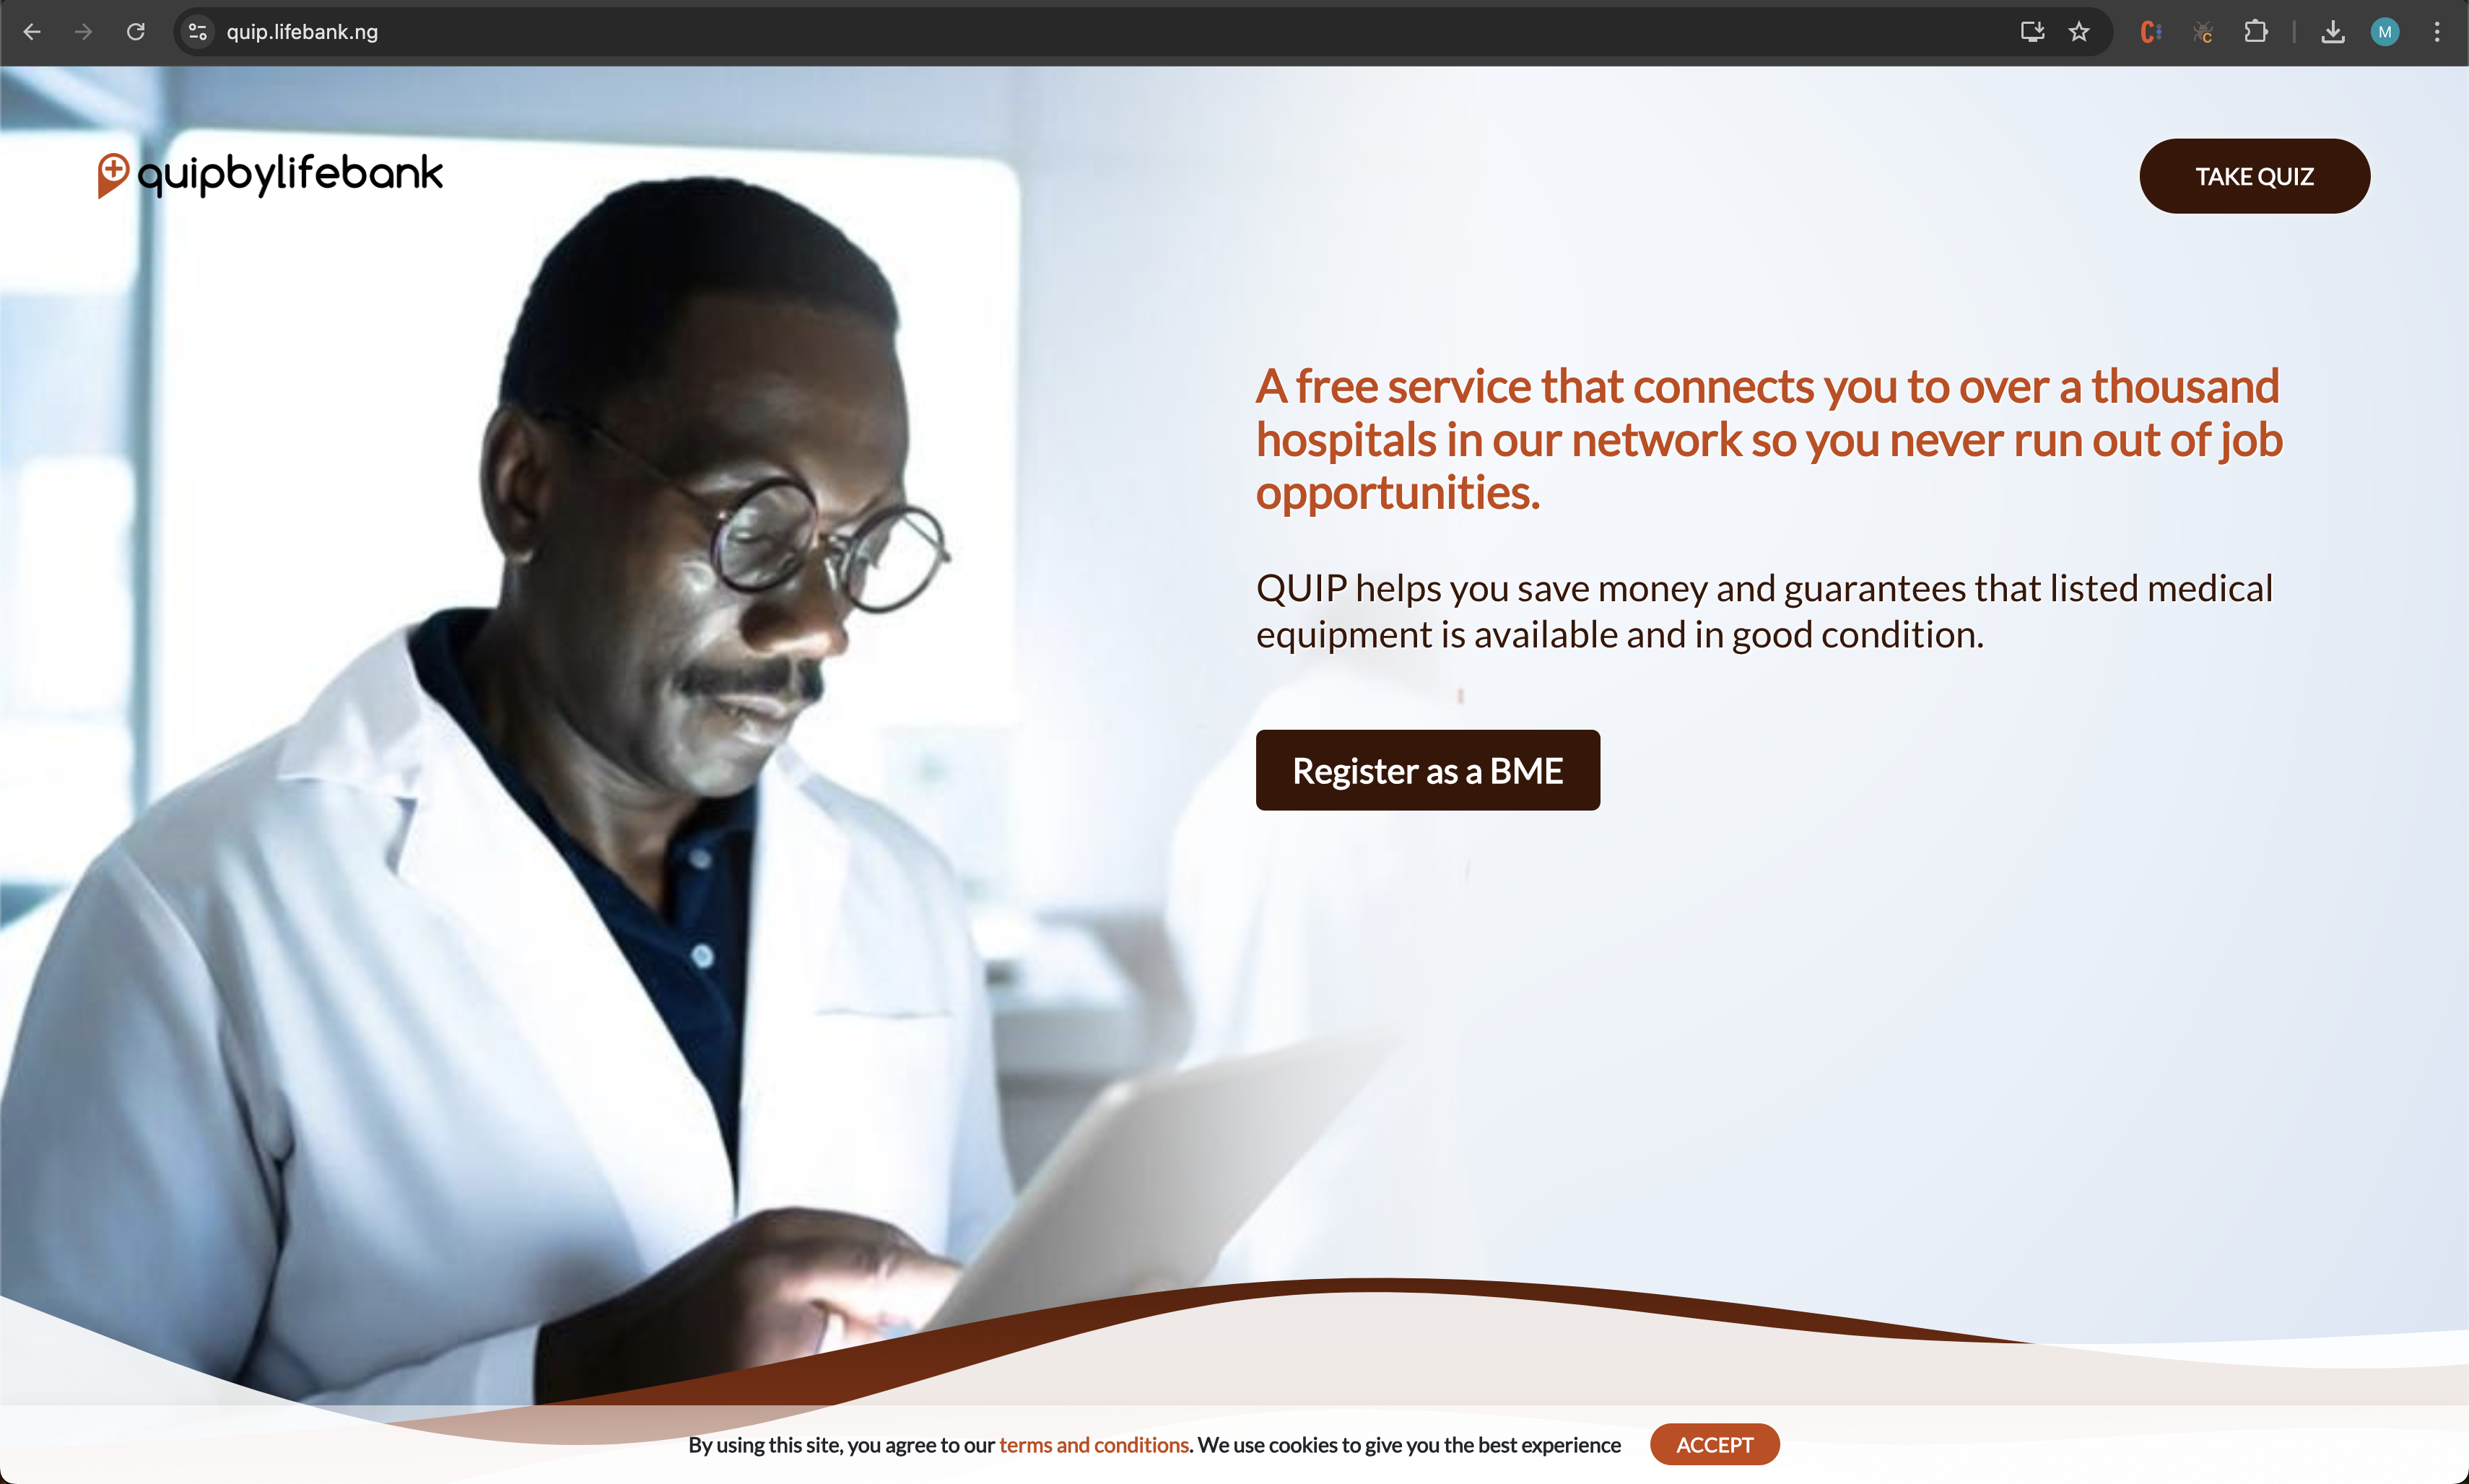 quip.lifebank.ng
M
quipbylifebank
TAKE QUIZ
A free service that connects you to over a thousand
hospitals in our network so you never run out of job
opportunities.
QUIP helps you save money and guarantees that listed medical
equipment is available and in good condition.
Register as a BME
By using this site, you agree to our terms and conditions. We use cookies to give you the best experience
ACCEPT